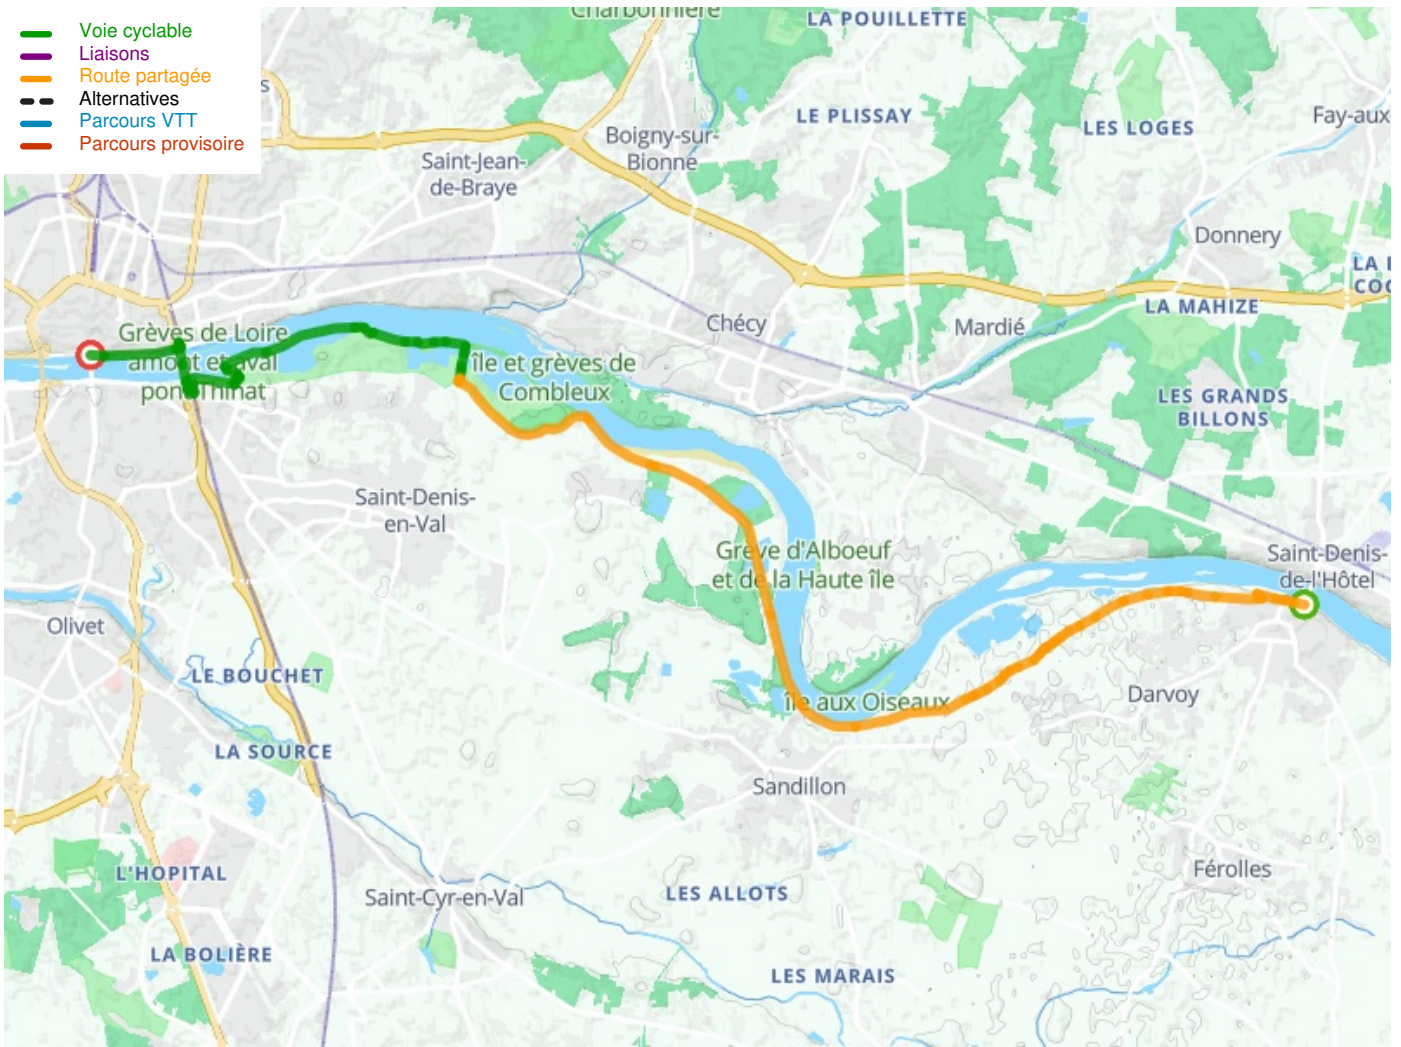 Voie cyclable
Liaisons
Route partagée
Alternatives
Parcours VTT
Parcours provisoire
Charbonnière
LA POUILLETTE
S
LE PLISSAY
LES LOGES
Fay-aux
Boigny-sur-
Bionne
Saint-Jean-
de-Braye
Donnery
LA
COC
LA MAHIZE
Chécy
Mardié
Grèves de Loire
amont et aval
pont Thinat
île et grèves de
Combleux
LES GRANDS
BILLONS
Saint-Denis-
en-Val
Grève d'Alboeuf
et de la Haute île
Saint-Denis-
de-l'Hôtel
Olivet
LE BOUCHET
île aux Oiseaux
Darvoy
LA SOURCE
Sandillon
L'HOPITAL
Férolles
Saint-Cyr-en-Val
LES ALLOTS
LA BOLIÈRE
LES MARAIS